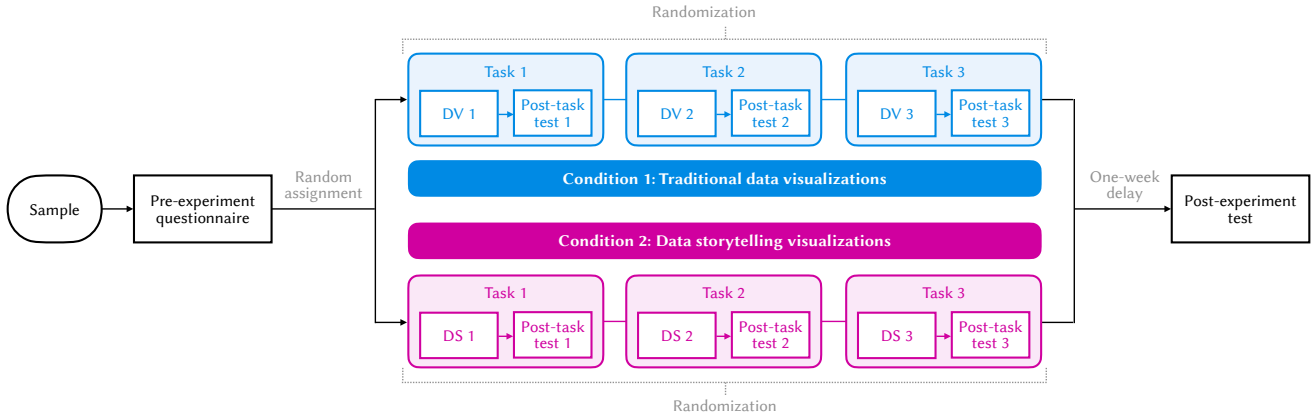 Randomization
Task 1
Task 2
Task 3
DV 1
Post-task
test 1
DV 2
Post-task
test 2
DV 3
Post-task
test 3
Condition 1: Traditional data visualizations
Sample
Pre-experiment
questionnaire
Random
assignment
One-week
delay
Post-experiment
test
Condition 2: Data storytelling visualizations
Task 1
Task 2
Task 3
DS 1
Post-task
test 1
DS 2
Post-task
test 2
DS 3
Post-task
test 3
Randomization